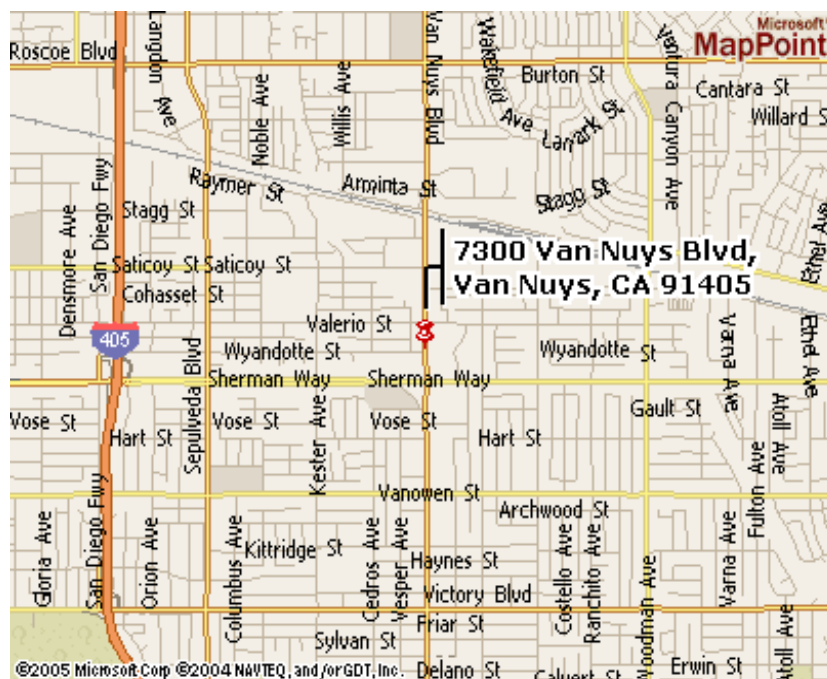 Microsoft
MapPoint
Roscoe Blvd
Langdon Ave
Van Nuys Blvd
Wakefield Ave
Burton St
Ventura Canyon Ave
Cantara St
Willard S
Noble Ave
Willis Ave
Lanark St
Raymer St
Arminta St
Stagg St
Stagg St
Densmore Ave
San Diego Fwy
Ethel Ave
7300 Van Nuys Blvd,
Van Nuys, CA 91405
Saticoy St
Saticoy St
Cohasset St
Valerio St
405
Wyandotte St
Wyandotte St
Varna Ave
Ethel Ave
Sherman Way
Sherman Way
Sepulveda Blvd
Kester Ave
Vose St
Vose St
Vose St
Gault St
Atoll Ave
Hart St
Hart St
Fulton Ave
Vanowen St
San Diego Fwy
Archwood St
Gloria Ave
Orion Ave
Columbus Ave
Kittridge St
Cedros Ave
Vesper Ave
Haynes St
Costello Ave
Ranchito Ave
Woodman Ave
Varna Ave
Victory Blvd
Friar St
Sylvan St
Atoll Ave
Delano St
Calvert St
Erwin St
©2005 Microsoft Corp ©2004 NAVTEQ, and/or GDT, Inc.